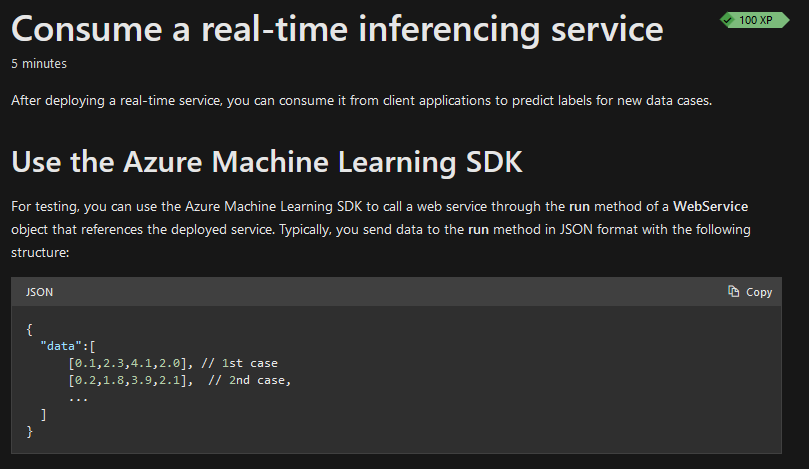 Consume a real-time inferencing service
100 XP
5 minutes
After deploying a real-time service, you can consume it from client applications to predict labels for new data cases.
Use the Azure Machine Learning SDK
For testing, you can use the Azure Machine Learning SDK to call a web service through the run method of a WebService
object that references the deployed service. Typically, you send data to the run method in JSON format with the following
structure:
JSON
Copy
{
  "data":[
      [0.1,2.3,4.1,2.0], // 1st case
      [0.2,1.8,3.9,2.1],  // 2nd case,
      ...
  ]
}